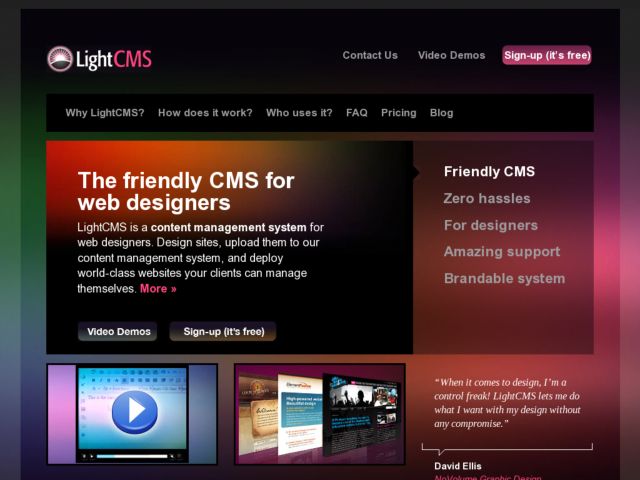 LightCMS
Contact Us
Video Demos
Sign-up (it's free)
Why LightCMS?
How does it work?
Who uses it?
FAQ
Pricing
Blog
The friendly CMS for
web designers
LightCMS is a content management system for
web designers. Design sites, upload them to our
content management system, and deploy
world-class websites your clients can manage
themselves. More »
Video Demos
Sign-up (it's free)
Friendly CMS
Zero hassles
For designers
Amazing support
Brandable system
“When it comes to design, I’m a
control freak! LightCMS lets me do
what I want with my design without
any compromise.”
David Ellis
NoVolume Graphic Design